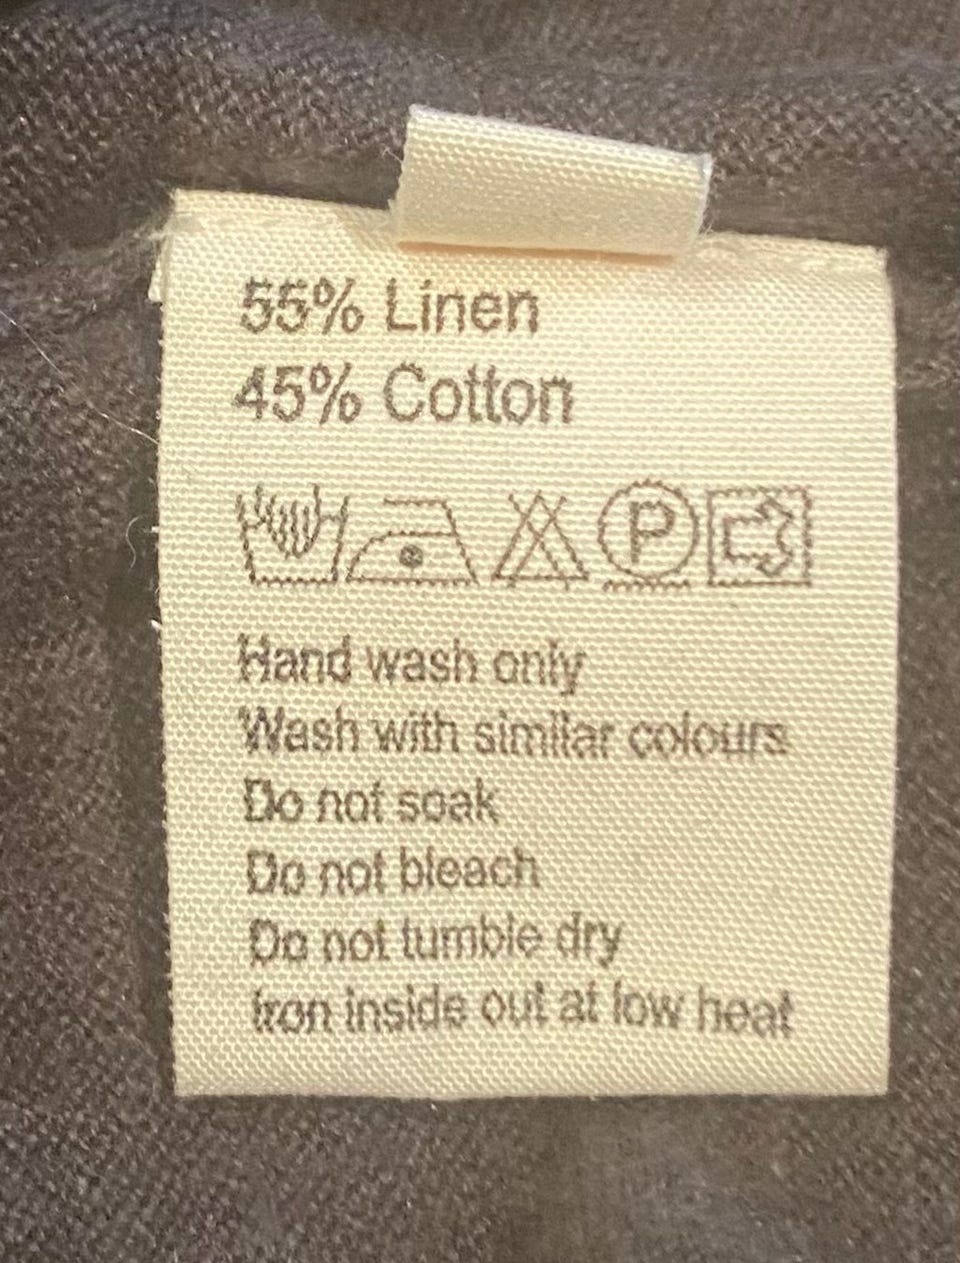 55% Linen
45% Cotton
P
Hand wash only
Wash with similar colours
Do not soak
Do not bleach
Do not tumble dry
Iron inside out at low heat